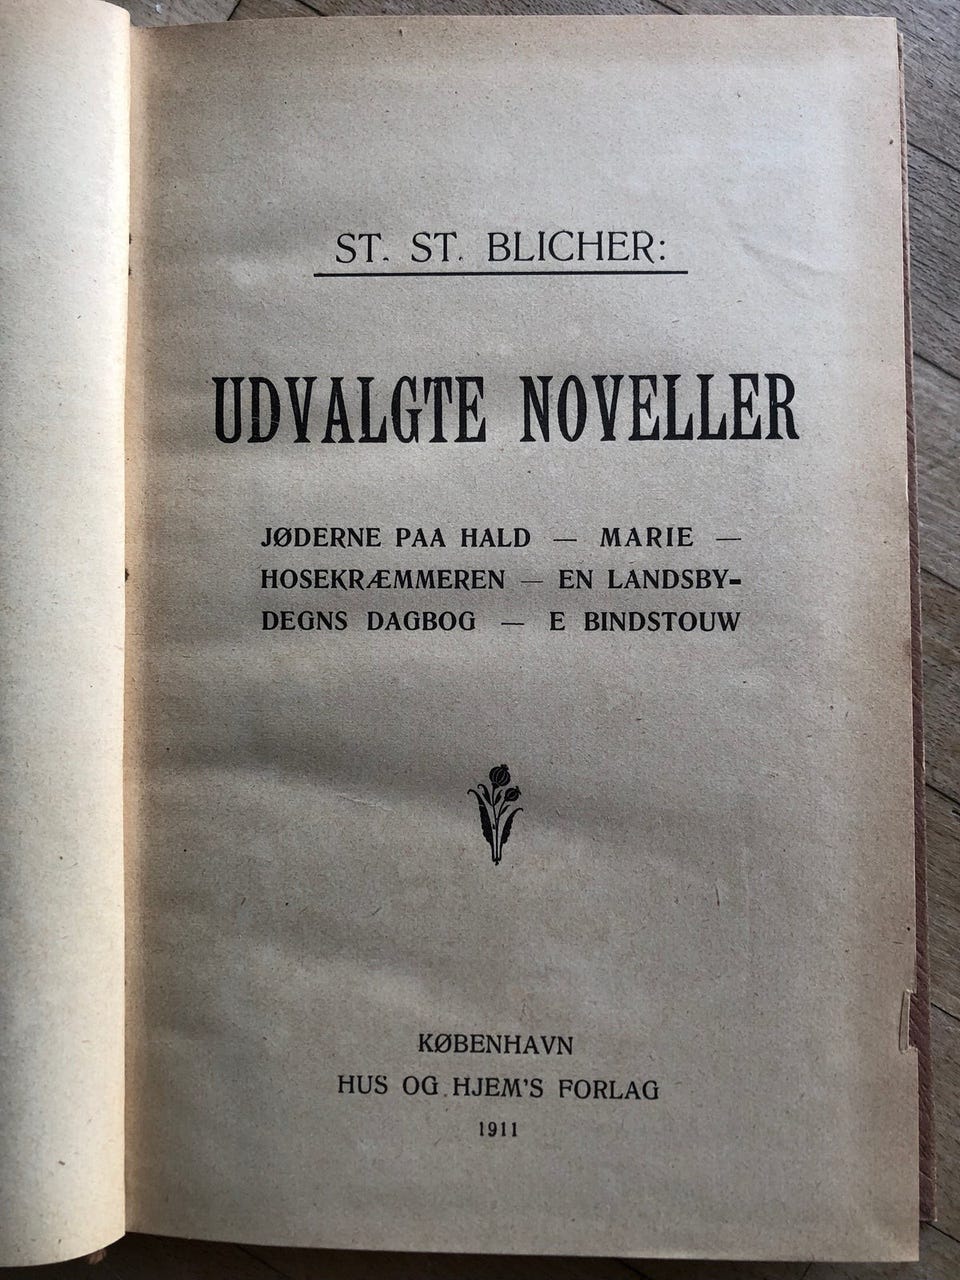 ST. ST. BLICHER:
UDVALGTE NOVELLER
JØDERNE PAA HALD — MARIE —
HOSEKRÆMMEREN — EN LANDSBY-
DEGNS DAGBOG — E BINDSTOUW
KØBENHAVN
HUS OG HJEM'S FORLAG
1911